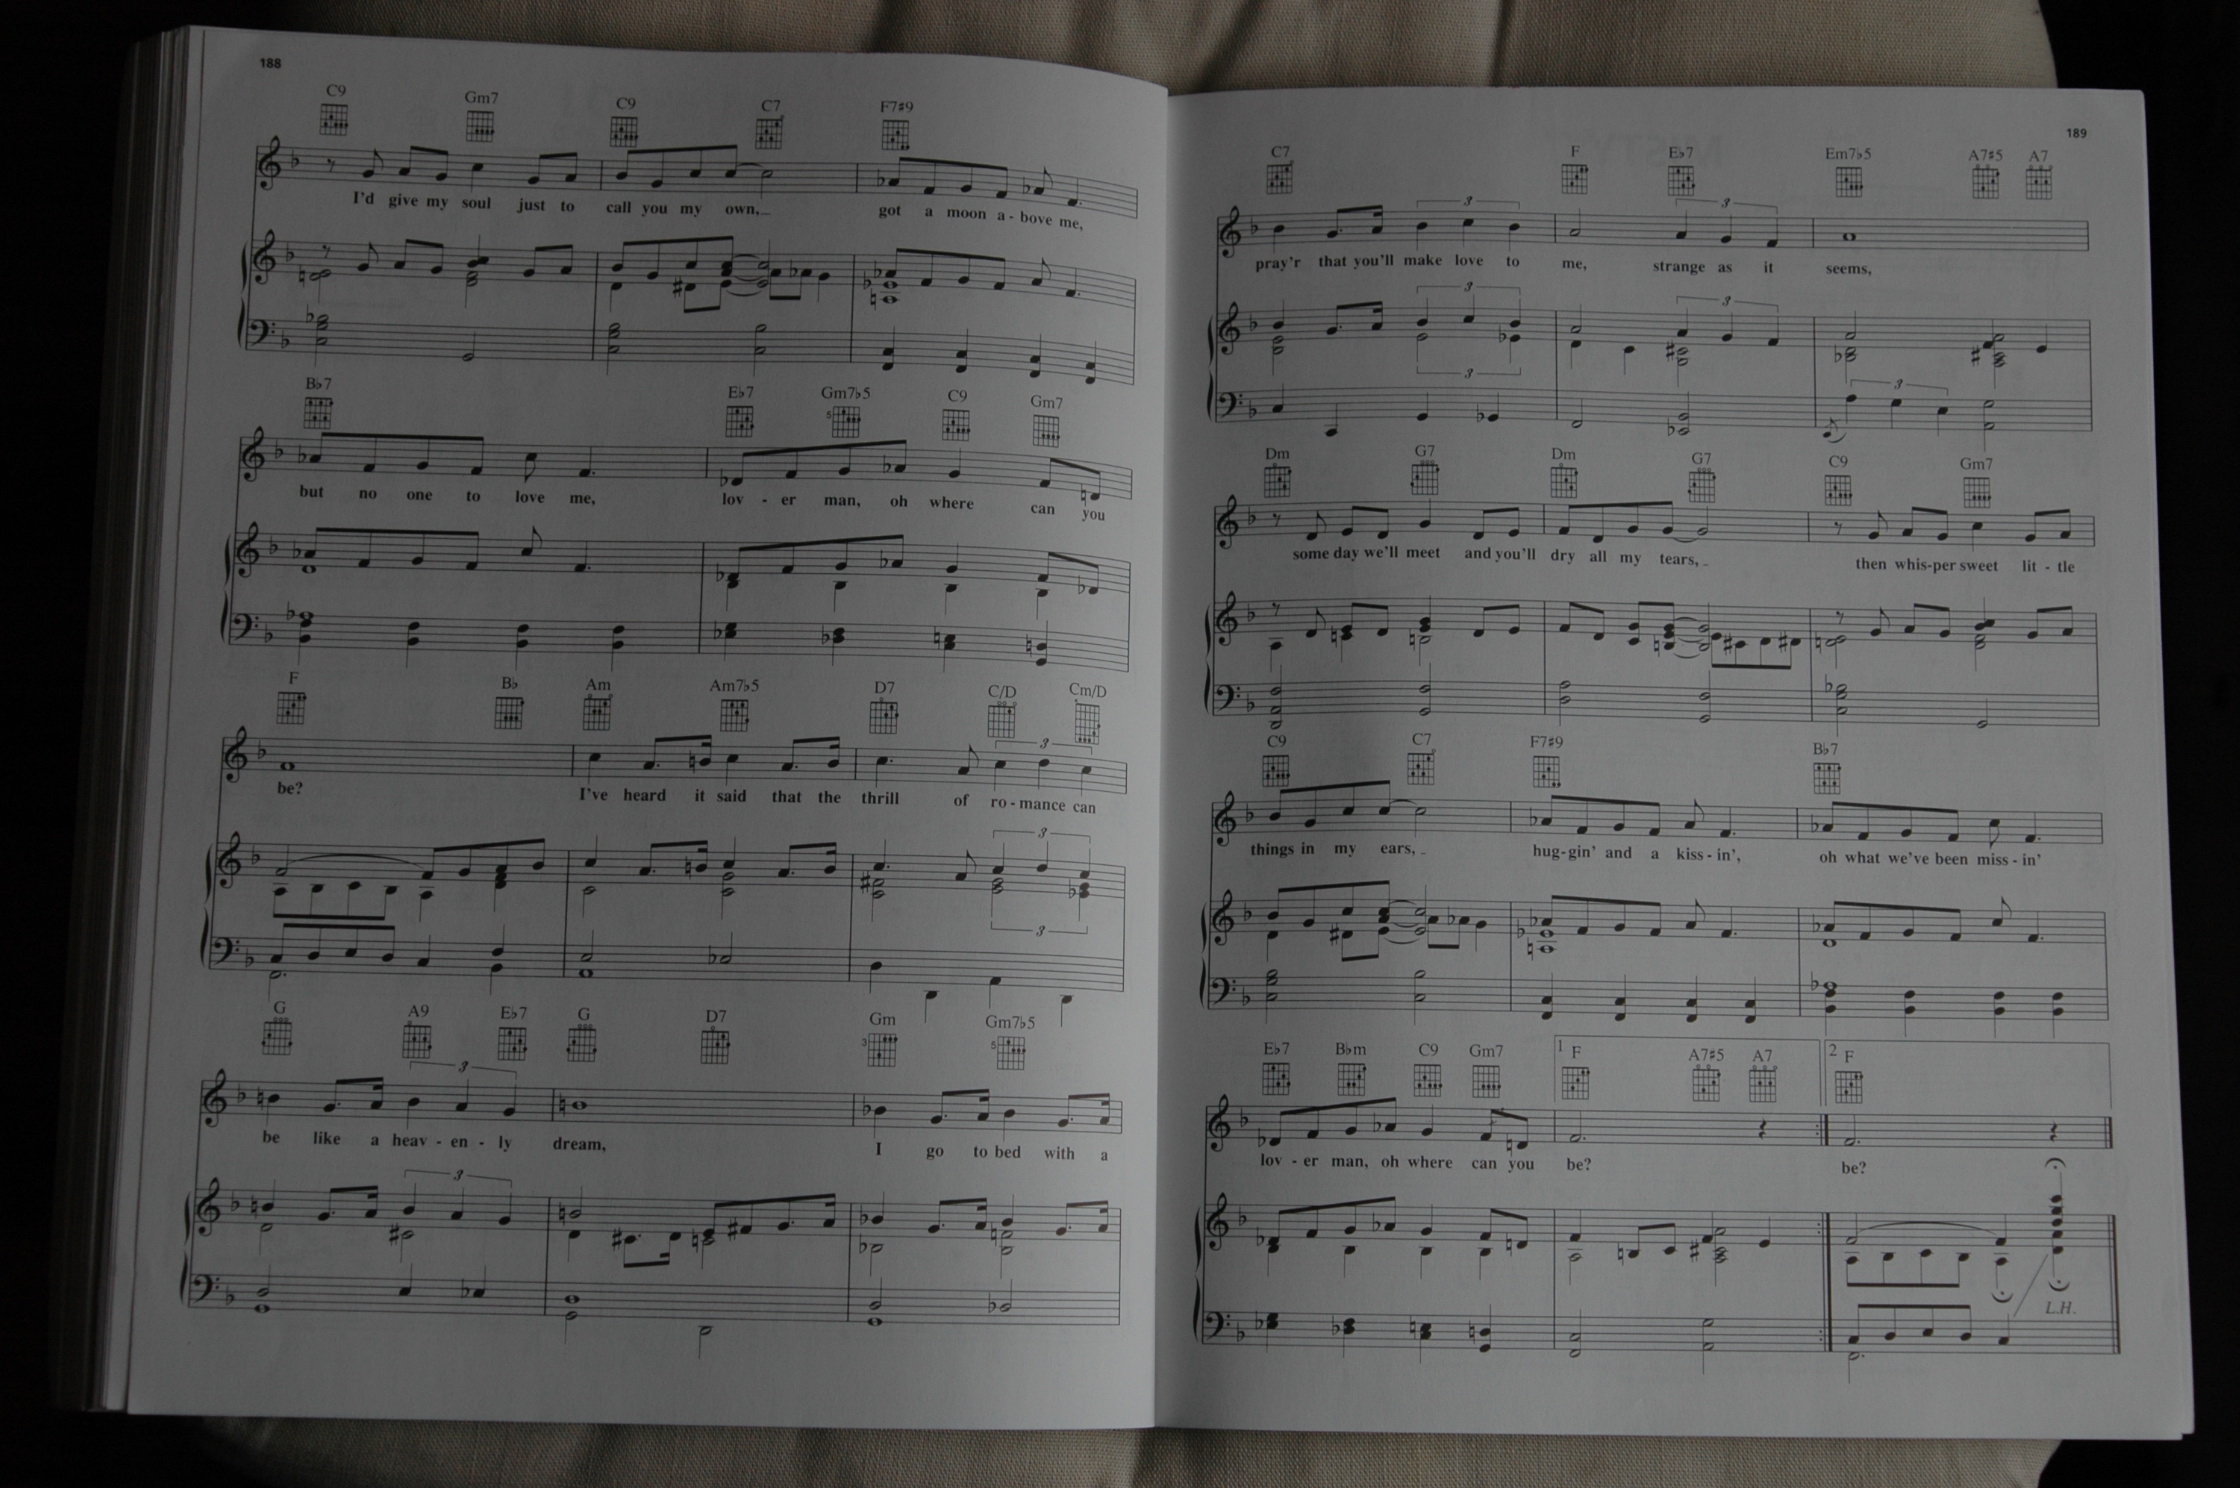 188
C9 Gm7 C9 C7 F7♯9
I'd give my soul just to call you my own, got a moon a - bove me,
B♭7 E♭7 Gm7♭5 C9 Gm7
5
but no one to love me, lov - er man, oh where can you
F B♭ Am Am7♭5 D7 C/D Cm/D
3
be? I've heard it said that the thrill of ro - mance can
3
3
G A9 E♭7 G D7 Gm Gm7♭5
3 5
3
be like a heav - en - ly dream, I go to bed with a
3
189
C7 F E♭7 Em7♭5 A7♯5 A7
3 3
pray'r that you'll make love to me, strange as it seems,
3 3
3 3
Dm G7 Dm G7 C9 Gm7
some day we'll meet and you'll dry all my tears, then whis-per sweet lit - tle
C9 C7 F7♯9 B♭7
things in my ears, hug-gin' and a kiss - in', oh what we've been miss - in'
E♭7 B♭m C9 Gm7 1 F A7♯5 A7 2 F
lov - er man, oh where can you be? be?
L.H.